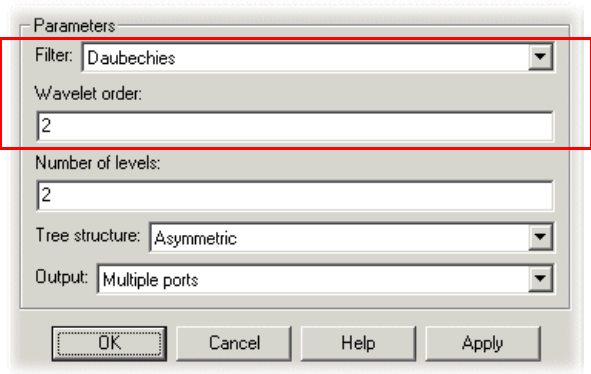 Parameters
Filter: Daubechies
Wavelet order:
2
Number of levels:
2
Tree structure: Asymmetric
Output: Multiple ports
OK Cancel Help Apply